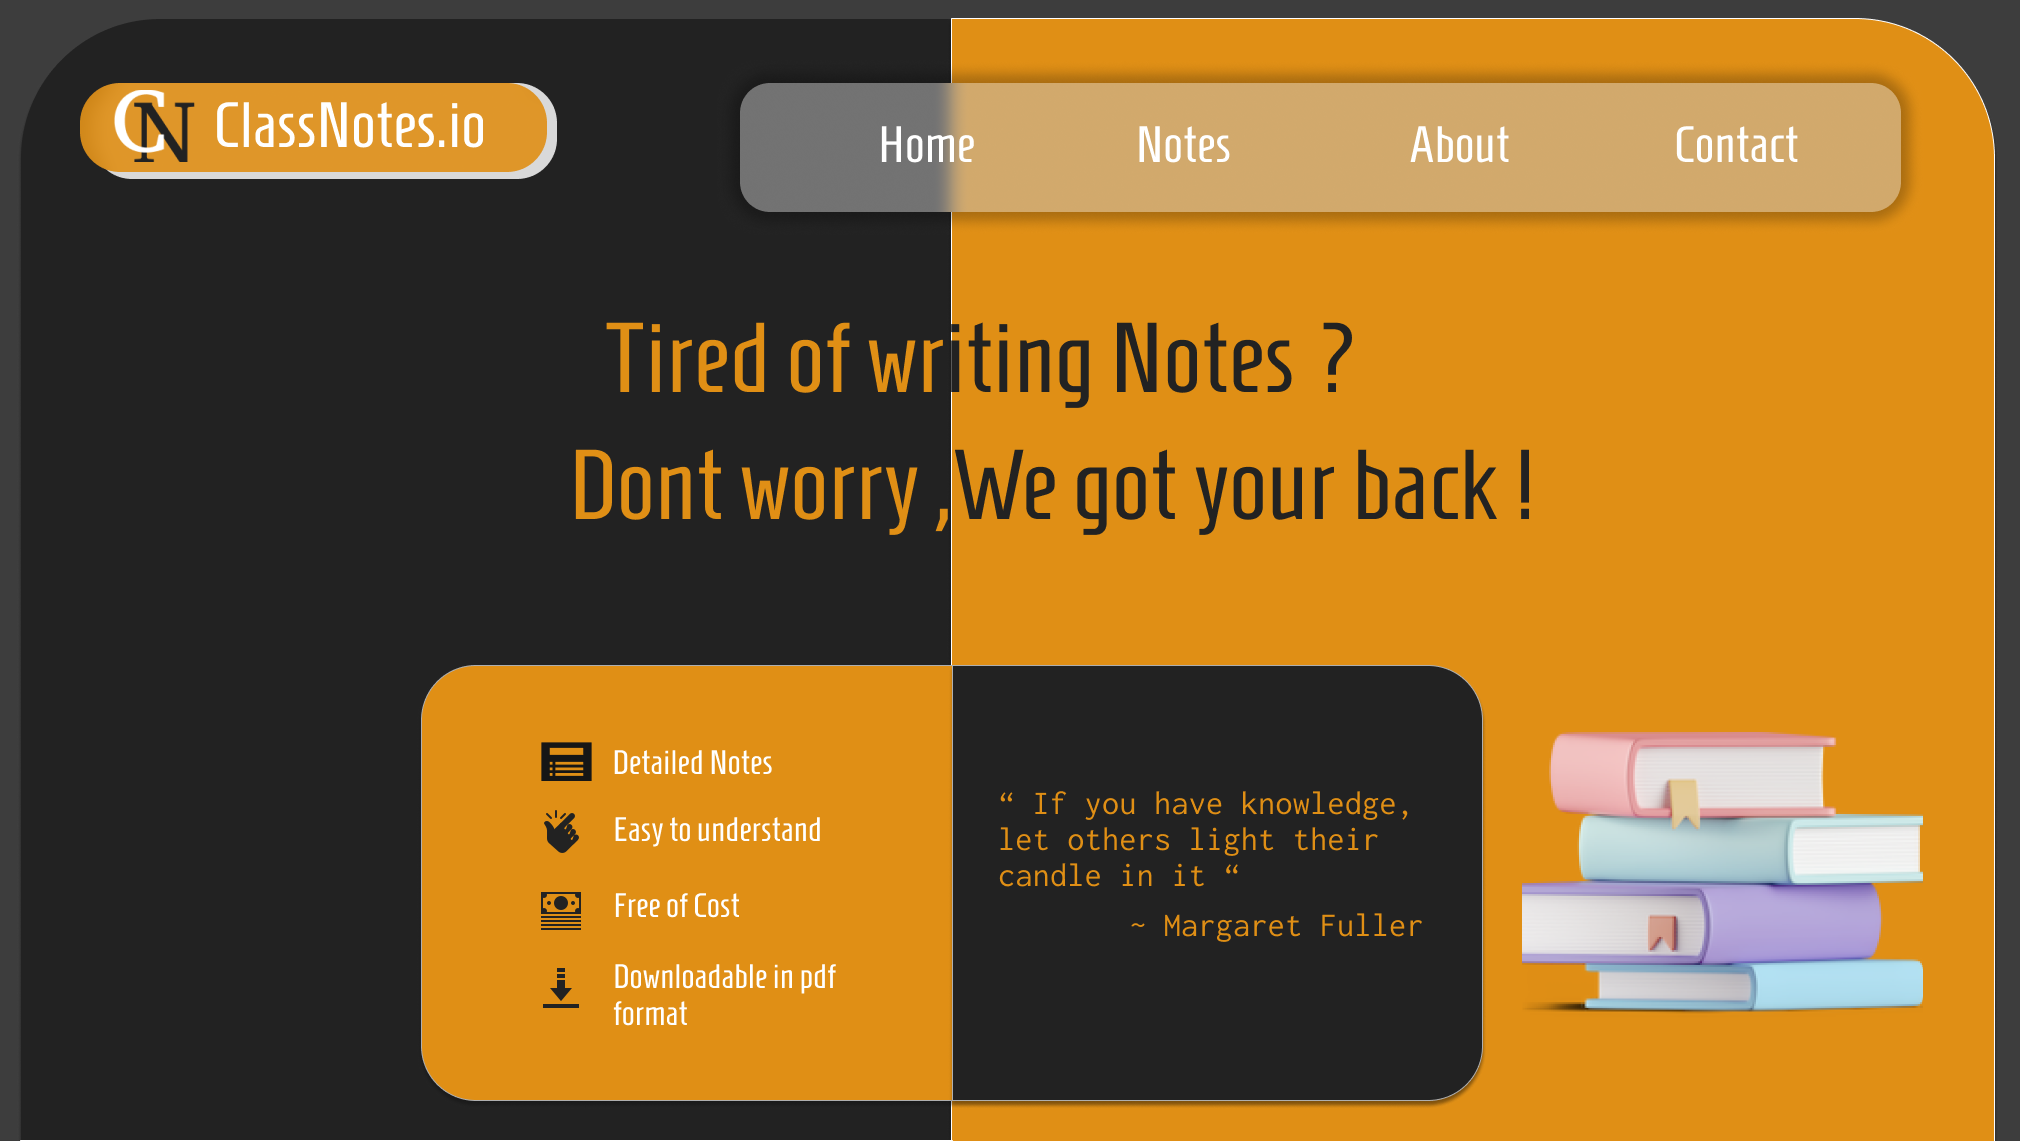 CN ClassNotes.io
Home Notes About Contact
Tired of writing Notes ?
Dont worry ,We got your back !
Detailed Notes
Easy to understand
Free of Cost
Downloadable in pdf
format
“ If you have knowledge,
let others light their
candle in it “
~ Margaret Fuller